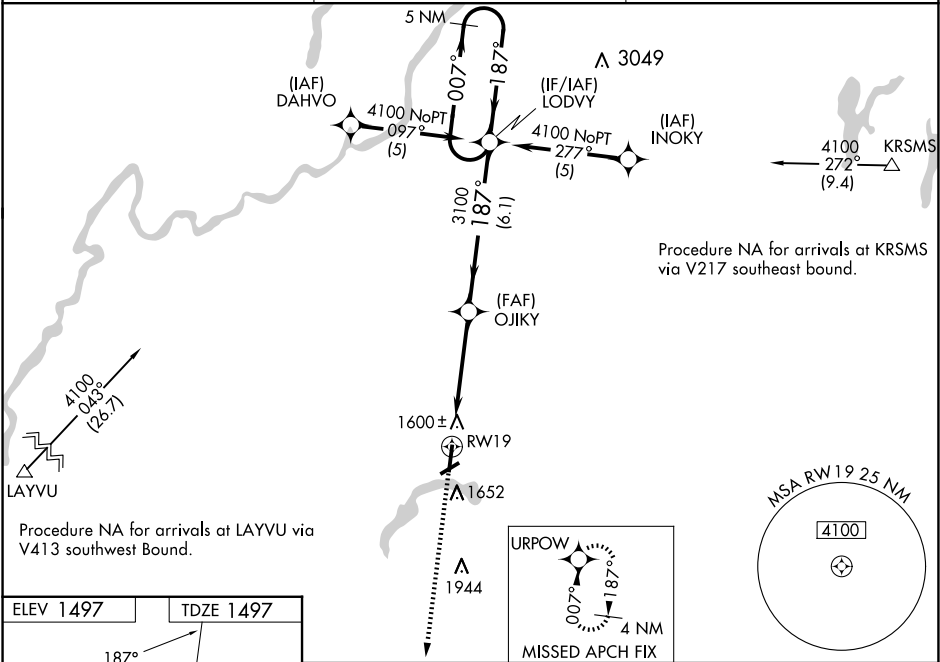 5 NM
007°
187°
3049
(IAF)
DAHVO
4100 NoPT
097°
(5)
(IF/IAF)
LODVY
4100 NoPT
277°
(5)
(IAF)
INOKY
4100
272°
(9.4)
KRSMS
3100
187°
(6.1)
Procedure NA for arrivals at KRSMS
via V217 southeast bound.
(FAF)
OJIKY
4100
043°
(26.7)
LAYVU
1600±
RW19
1652
Procedure NA for arrivals at LAYVU via
V413 southwest Bound.
1944
URPOW
007°
187°
4 NM
MISSED APCH FIX
MSA RW19 25 NM
4100
ELEV 1497
TDZE 1497
187°